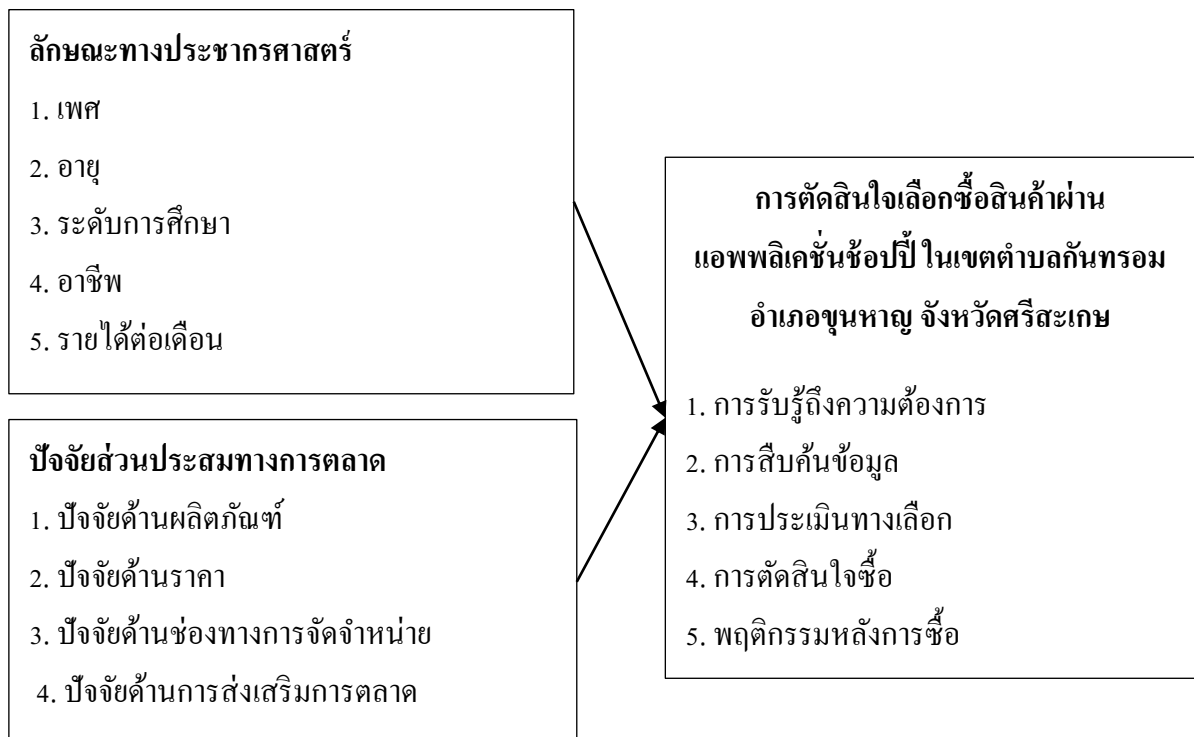 ลักษณะทางประชากรศาสตร์
1. เพศ
2. อายุ
3. ระดับการศึกษา
4. อาชีพ
5. รายได้ต่อเดือน
ปัจจัยส่วนประสมทางการตลาด
1. ปัจจัยด้านผลิตภัณฑ์
2. ปัจจัยด้านราคา
3. ปัจจัยด้านช่องทางการจัดจำหน่าย
4. ปัจจัยด้านการส่งเสริมการตลาด
การตัดสินใจเลือกซื้อสินค้าผ่าน
แอพพลิเคชั่นช้อปปี้ ในเขตตำบลกันทรอม
อำเภอขุนหาญ จังหวัดศรีสะเกษ
1. การรับรู้ถึงความต้องการ
2. การสืบค้นข้อมูล
3. การประเมินทางเลือก
4. การตัดสินใจซื้อ
5. พฤติกรรมหลังการซื้อ